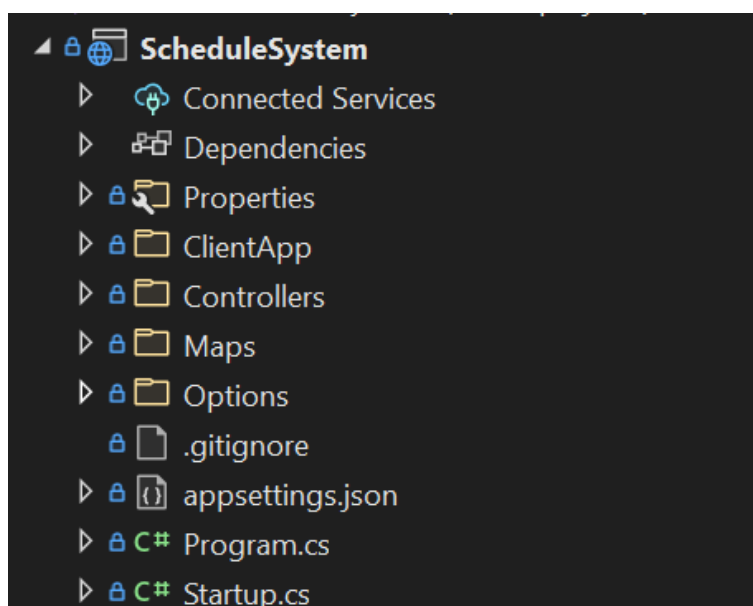 ScheduleSystem
Connected Services
Dependencies
Properties
ClientApp
Controllers
Maps
Options
.gitignore
appsettings.json
C# Program.cs
C# Startup.cs